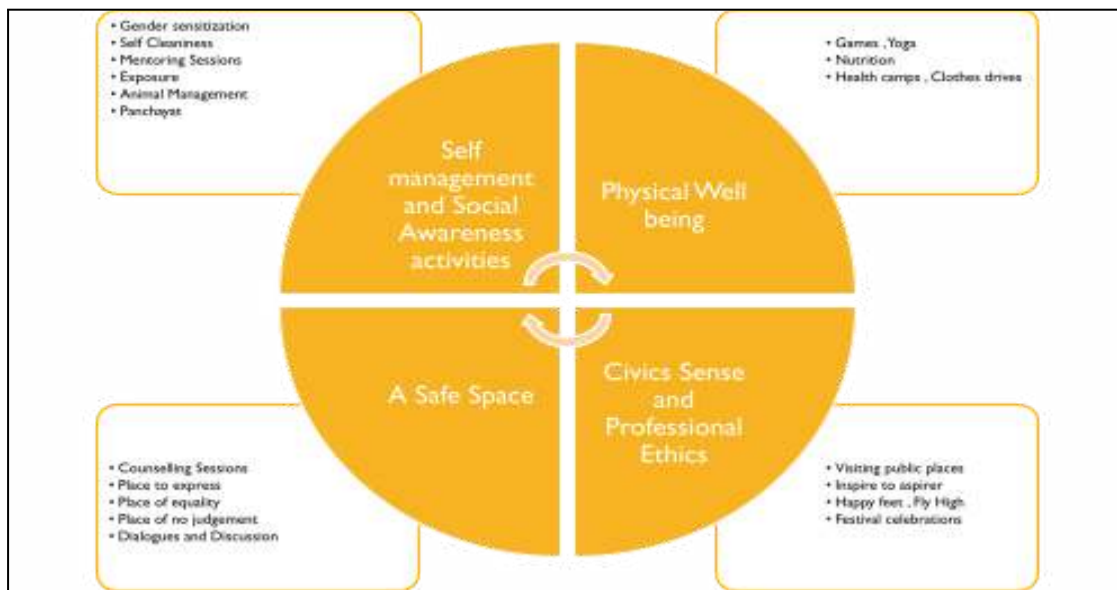 • Gender sensitization
• Self Cleaniness
• Mentoring Sessions
• Exposure
• Animal Management
• Panchayat
• Games , Yoga
• Nutrition
• Health camps , Clothes drives
Self
management
and Social
Awareness
activities
Physical Well
being
A Safe Space
Civics Sense
and
Professional
Ethics
• Counselling Sessions
• Place to express
• Place of equality
• Place of no judgement
• Dialogues and Discussion
• Visiting public places
• Inspire to aspirer
• Happy feet , Fly High
• Festival celebrations